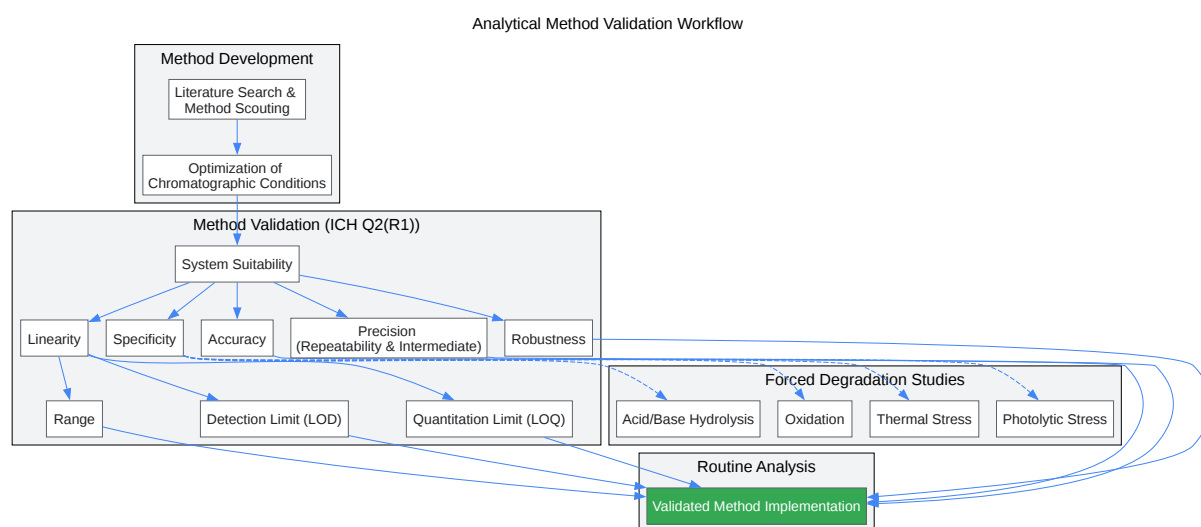 Analytical Method Validation Workflow
Method Development
Literature Search &
Method Scouting
Optimization of
Chromatographic Conditions
Method Validation (ICH Q2(R1))
System Suitability
Linearity
Specificity
Accuracy
Precision
(Repeatability & Intermediate)
Robustness
Range
Detection Limit (LOD)
Quantitation Limit (LOQ)
Forced Degradation Studies
Acid/Base Hydrolysis
Oxidation
Thermal Stress
Photolytic Stress
Routine Analysis
Validated Method Implementation